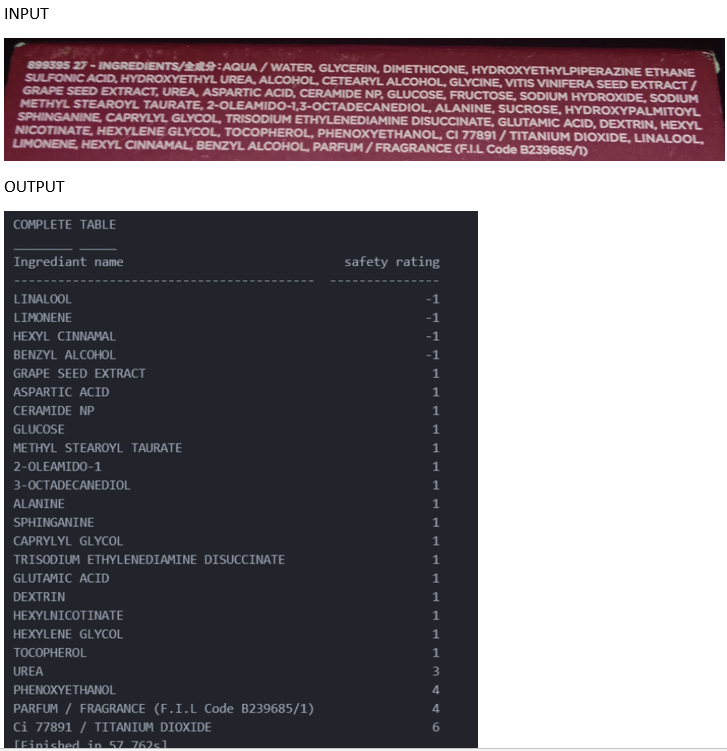 INPUT
899395 27 - INGREDIENTS/全成分: AQUA / WATER, GLYCERIN, DIMETHICONE, HYDROXYETHYLPIPERAZINE ETHANE
SULFONIC ACID, HYDROXYETHYL UREA, ALCOHOL, CETEARYL ALCOHOL, GLYCINE, VITIS VINIFERA SEED EXTRACT /
GRAPE SEED EXTRACT, UREA, ASPARTIC ACID, CERAMIDE NP, GLUCOSE, FRUCTOSE, SODIUM HYDROXIDE, SODIUM
METHYL STEAROYL TAURATE, 2-OLEAMIDO-1,3-OCTADECANEDIOL, ALANINE, SUCROSE, HYDROXYPALMITOYL
SPHINGANINE, CAPRYLYL GLYCOL, TRISODIUM ETHYLENEDIAMINE DISUCCINATE, GLUTAMIC ACID, DEXTRIN, HEXYL
NICOTINATE, HEXYLENE GLYCOL, TOCOPHEROL, PHENOXYETHANOL, CI 77891 / TITANIUM DIOXIDE, LINALOOL,
LIMONENE, HEXYL CINNAMAL, BENZYL ALCOHOL, PARFUM / FRAGRANCE (F.I.L Code B239685/1)
OUTPUT
COMPLETE TABLE
________ _____
Ingrediant name safety rating
---------------------------------------- ---------------
LINALOOL -1
LIMONENE -1
HEXYL CINNAMAL -1
BENZYL ALCOHOL -1
GRAPE SEED EXTRACT 1
ASPARTIC ACID 1
CERAMIDE NP 1
GLUCOSE 1
METHYL STEAROYL TAURATE 1
2-OLEAMIDO-1 1
3-OCTADECANEDIOL 1
ALANINE 1
SPHINGANINE 1
CAPRYLYL GLYCOL 1
TRISODIUM ETHYLENEDIAMINE DISUCCINATE 1
GLUTAMIC ACID 1
DEXTRIN 1
HEXYLNICOTINATE 1
HEXYLENE GLYCOL 1
TOCOPHEROL 1
UREA 3
PHENOXYETHANOL 4
PARFUM / FRAGRANCE (F.I.L Code B239685/1) 4
Ci 77891 / TITANIUM DIOXIDE 6
[Finished in 57.762s]